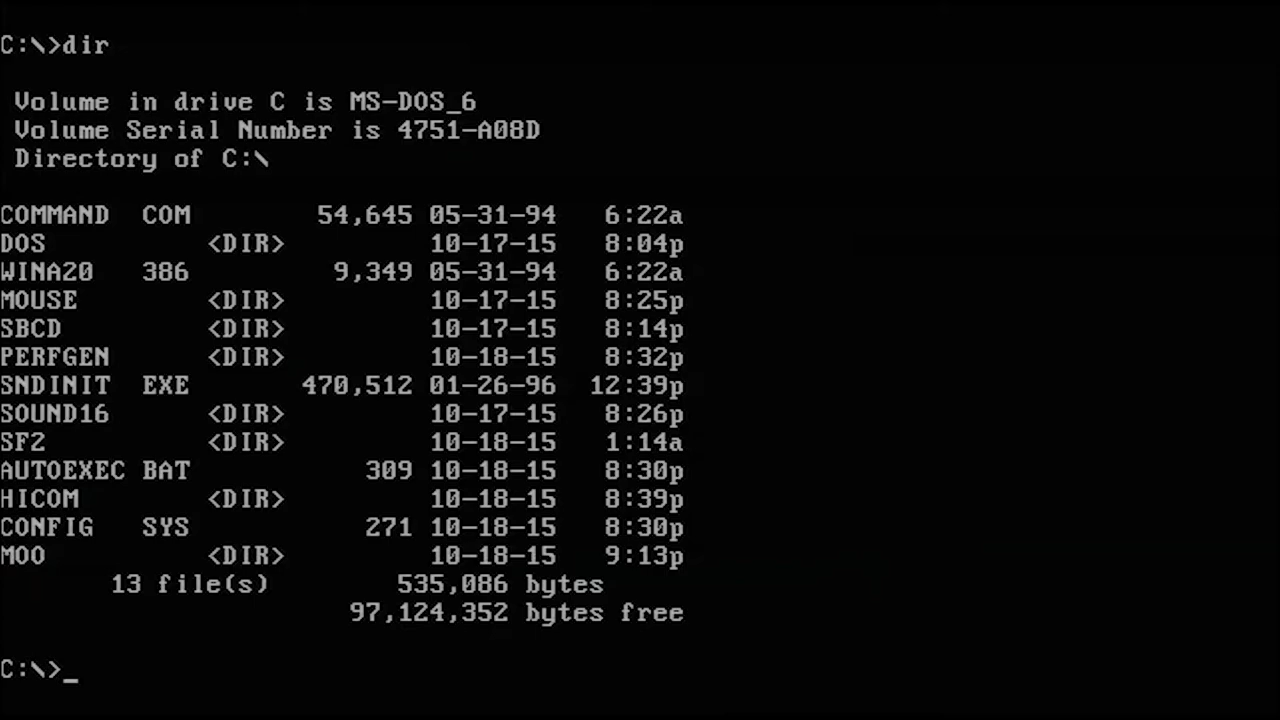 C:\>dir
Volume in drive C is MS-DOS_6
Volume Serial Number is 4751-A08D
Directory of C:\
COMMAND  COM        54,645 05-31-94   6:22a
DOS          <DIR>         10-17-15   8:04p
WINA20   386         9,349 05-31-94   6:22a
MOUSE        <DIR>         10-17-15   8:25p
SBCD         <DIR>         10-17-15   8:14p
PERFGEN      <DIR>         10-18-15   8:32p
SNDINIT  EXE       470,512 01-26-96  12:39p
SOUND16      <DIR>         10-17-15   8:26p
SF2          <DIR>         10-18-15   1:14a
AUTOEXEC BAT           309 10-18-15   8:30p
HICOM        <DIR>         10-18-15   8:39p
CONFIG   SYS           271 10-18-15   8:30p
MOO          <DIR>         10-18-15   9:13p
13 file(s)        535,086 bytes
97,124,352 bytes free
C:\>_